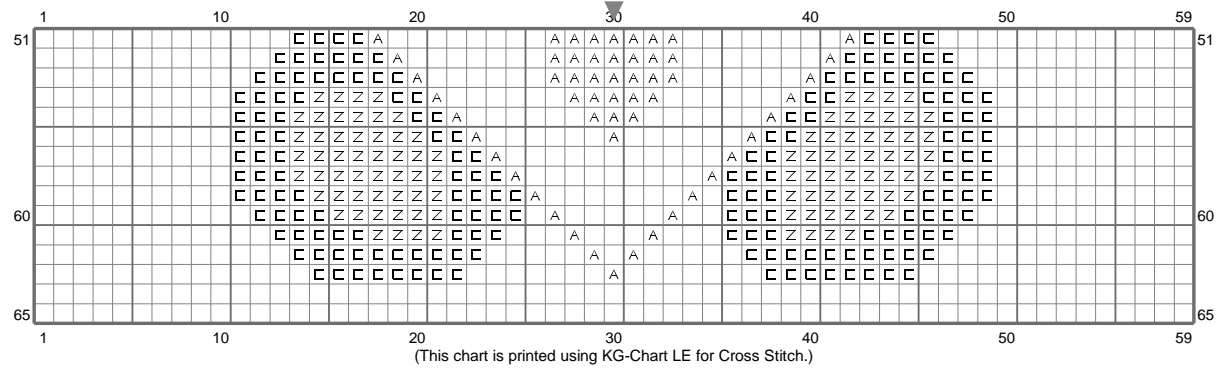 1 10 20 30 40 50 59
51 C C C C A A A A A A A A A C C C C 51
C C C C C C A A A A A A A A A C C C C C C
C C C C C C C C A A A A A A A A A C C C C C C C C
C C C C Z Z Z Z C C A A A A A A A C C Z Z Z Z C C C C
C C C Z Z Z Z Z Z C C A A A A A C C Z Z Z Z Z Z C C C
C C C Z Z Z Z Z Z Z C C A A A C C Z Z Z Z Z Z Z C C C
C C C Z Z Z Z Z Z Z Z C C A A C C Z Z Z Z Z Z Z Z C C C
C C C Z Z Z Z Z Z Z Z C C C A A C C C Z Z Z Z Z Z Z Z C C C
C C C C Z Z Z Z Z Z Z C C C C A A C C C Z Z Z Z Z Z Z C C C C
60 C C C C Z Z Z Z Z Z C C C C A A C C C Z Z Z Z Z Z C C C C 60
C C C C C Z Z Z Z C C C A A C C C Z Z Z Z C C C C C
C C C C C C C C C C A A C C C C C C C C C C
C C C C C C C C A C C C C C C C C
65 65
1 10 20 30 40 50 59
(This chart is printed using KG-Chart LE for Cross Stitch.)